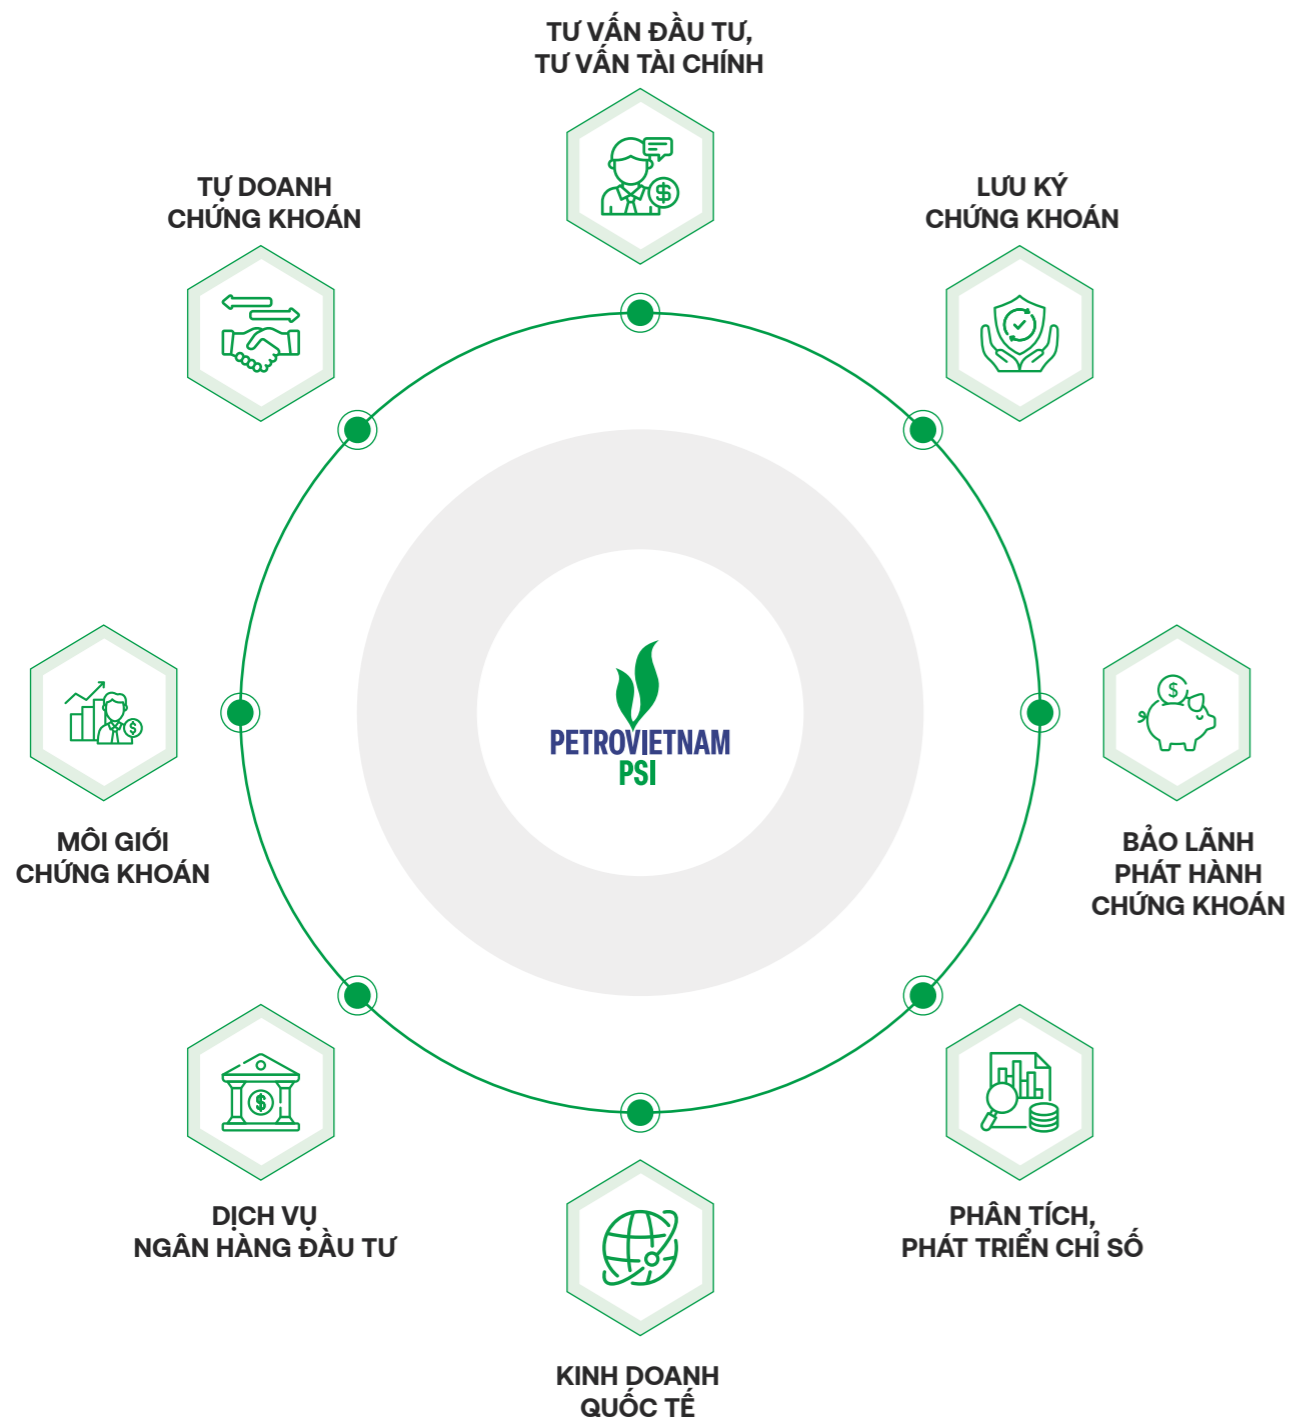 TƯ VẤN ĐẦU TƯ,
TƯ VẤN TÀI CHÍNH
TỰ DOANH
CHỨNG KHOÁN
LƯU KÝ
CHỨNG KHOÁN
PETROVIETNAM
PSI
MÔI GIỚI
CHỨNG KHOÁN
BẢO LÃNH
PHÁT HÀNH
CHỨNG KHOÁN
DỊCH VỤ
NGÂN HÀNG ĐẦU TƯ
PHÂN TÍCH,
PHÁT TRIỂN CHỈ SỐ
KINH DOANH
QUỐC TẾ